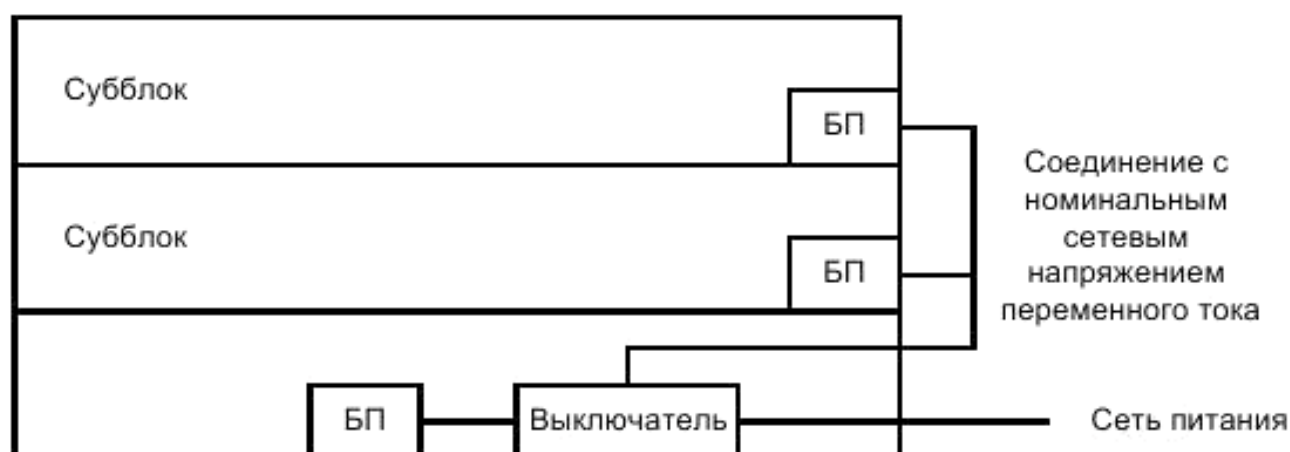 Субблок
БП
Соединение с
номинальным
сетевым
напряжением
переменного тока
Субблок
БП
БП
Выключатель
Сеть питания